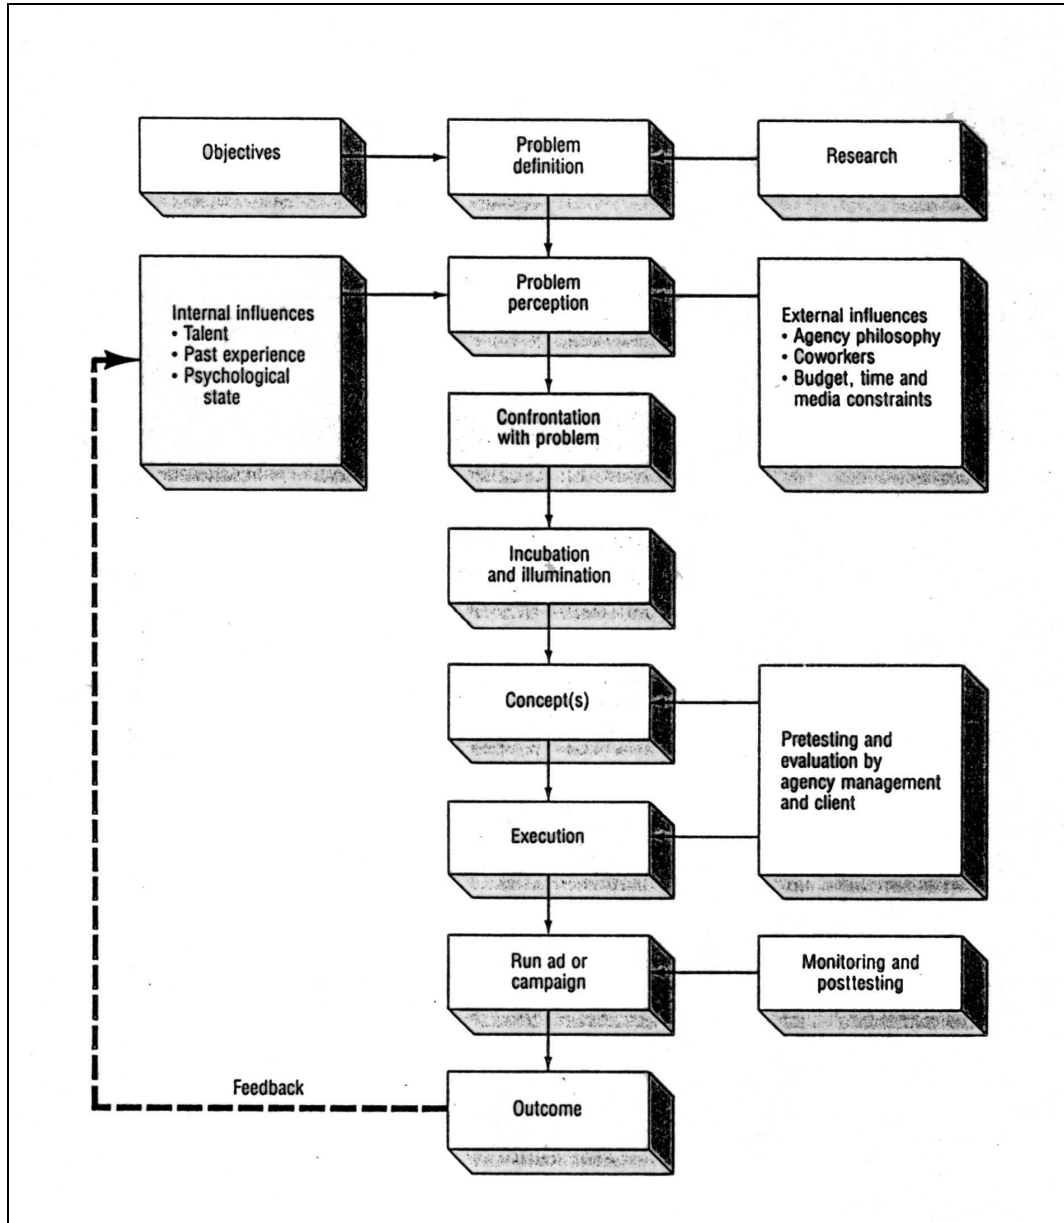 Objectives
Problem
definition
Research
Internal influences
• Talent
• Past experience
• Psychological
state
Problem
perception
External influences
• Agency philosophy
• Coworkers
• Budget, time and
media constraints
Confrontation
with problem
Incubation
and illumination
Concept(s)
Pretesting and
evaluation by
agency management
and client
Execution
Run ad or
campaign
Monitoring and
posttesting
Feedback
Outcome